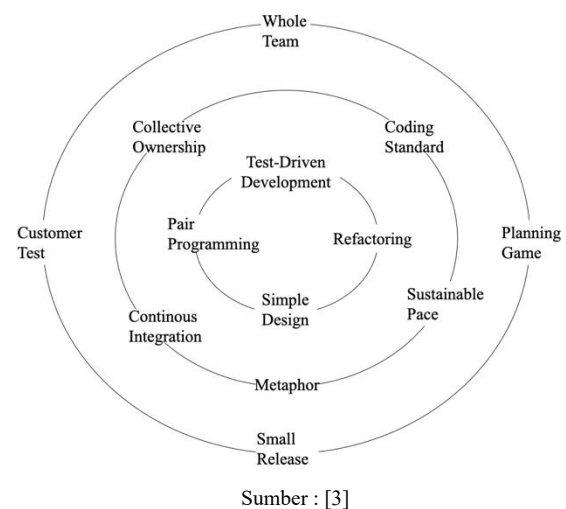 Whole
Team
Collective
Ownership
Coding
Standard
Test-Driven
Development
Customer
Test
Pair
Programming
Refactoring
Planning
Game
Continous
Integration
Simple
Design
Sustainable
Pace
Metaphor
Small
Release
Sumber : [3]